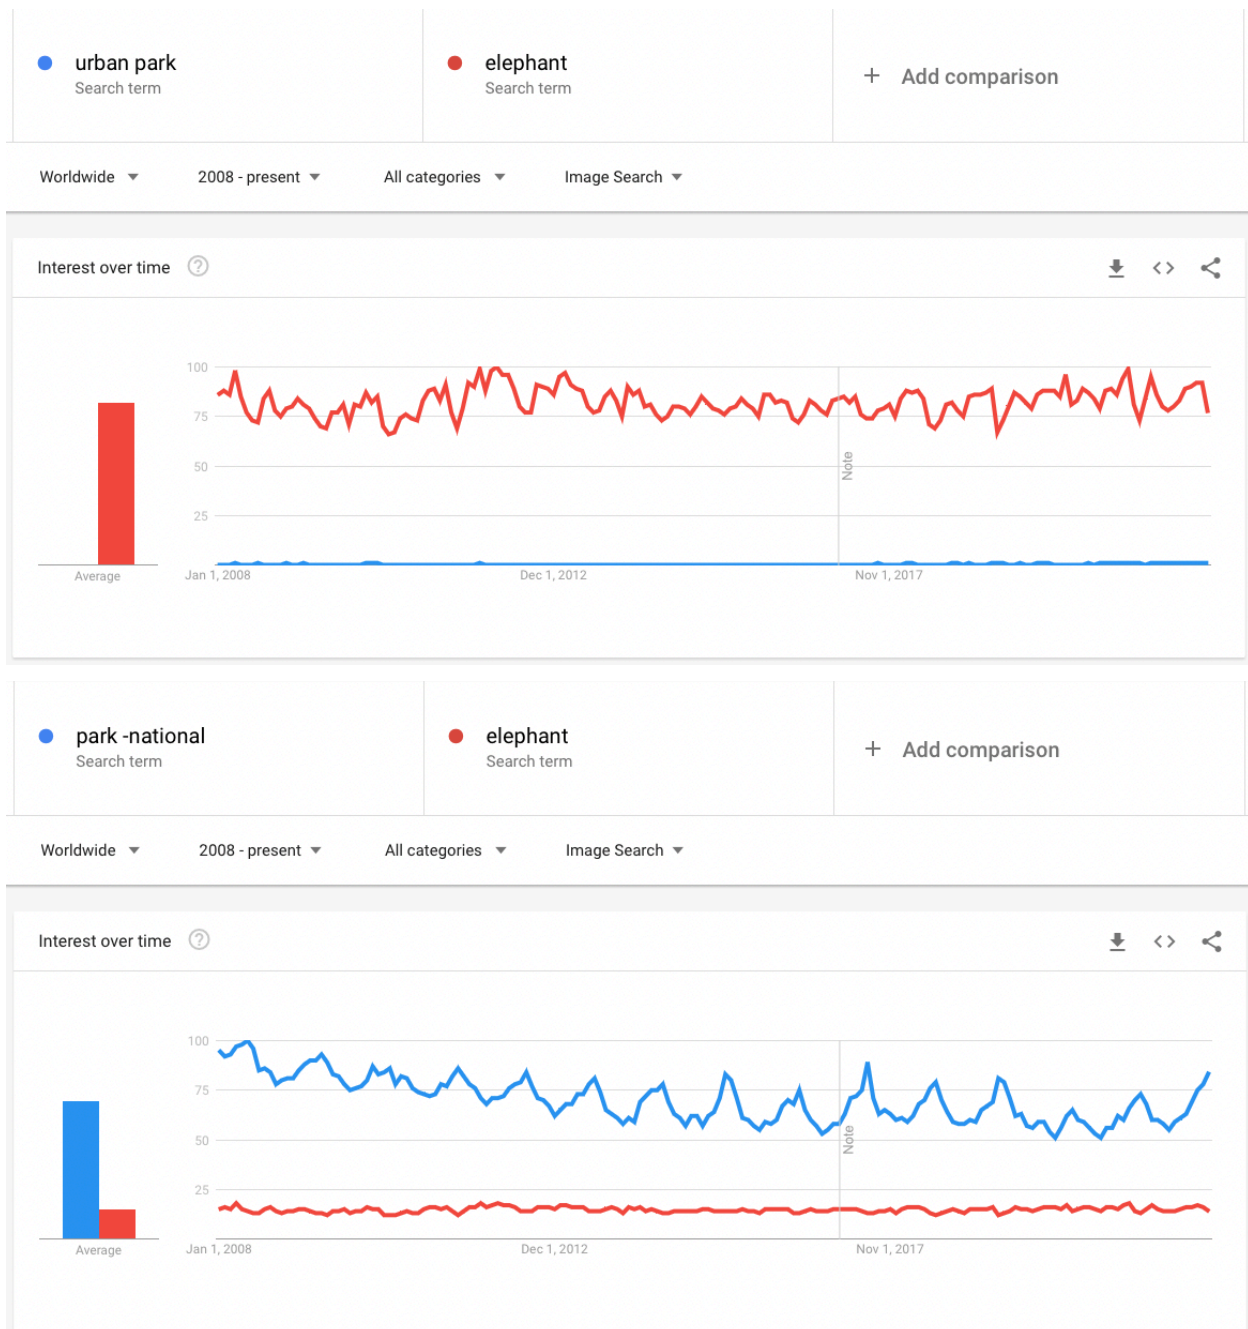 urban park
Search term
elephant
Search term
+ Add comparison
Worldwide
2008 - present
All categories
Image Search
Interest over time ?
100
75
50
25
Note
Average
Jan 1, 2008
Dec 1, 2012
Nov 1, 2017
park -national
Search term
elephant
Search term
+ Add comparison
Worldwide
2008 - present
All categories
Image Search
Interest over time ?
100
75
50
25
Note
Average
Jan 1, 2008
Dec 1, 2012
Nov 1, 2017